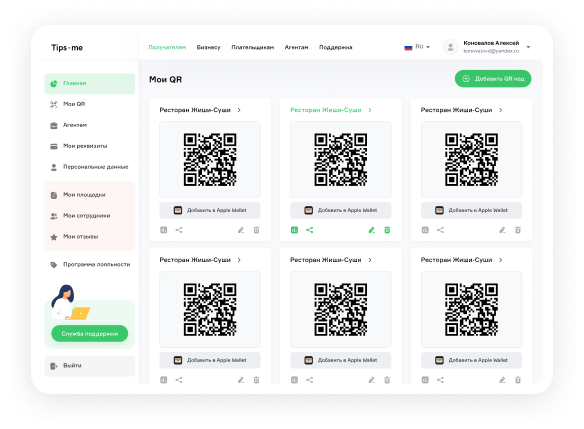 Tips-me
Получателям Бизнесу Плательщикам Агентам Поддержка
RU
Коновалов Алексей
konovalovd@yandex.ru
Главная
Мои QR
Агентам
Мои реквизиты
Персональные данные
Мои площадки
Мои сотрудники
Мои отзывы
Программа лояльности
Служба поддержки
Выйти
Мои QR
Добавить QR код
Ресторан Жиши-Суши Ресторан Жиши-Суши Ресторан Жиши-Суши
Добавить в Apple Wallet Добавить в Apple Wallet Добавить в Apple Wallet
Ресторан Жиши-Суши Ресторан Жиши-Суши Ресторан Жиши-Суши
Добавить в Apple Wallet Добавить в Apple Wallet Добавить в Apple Wallet